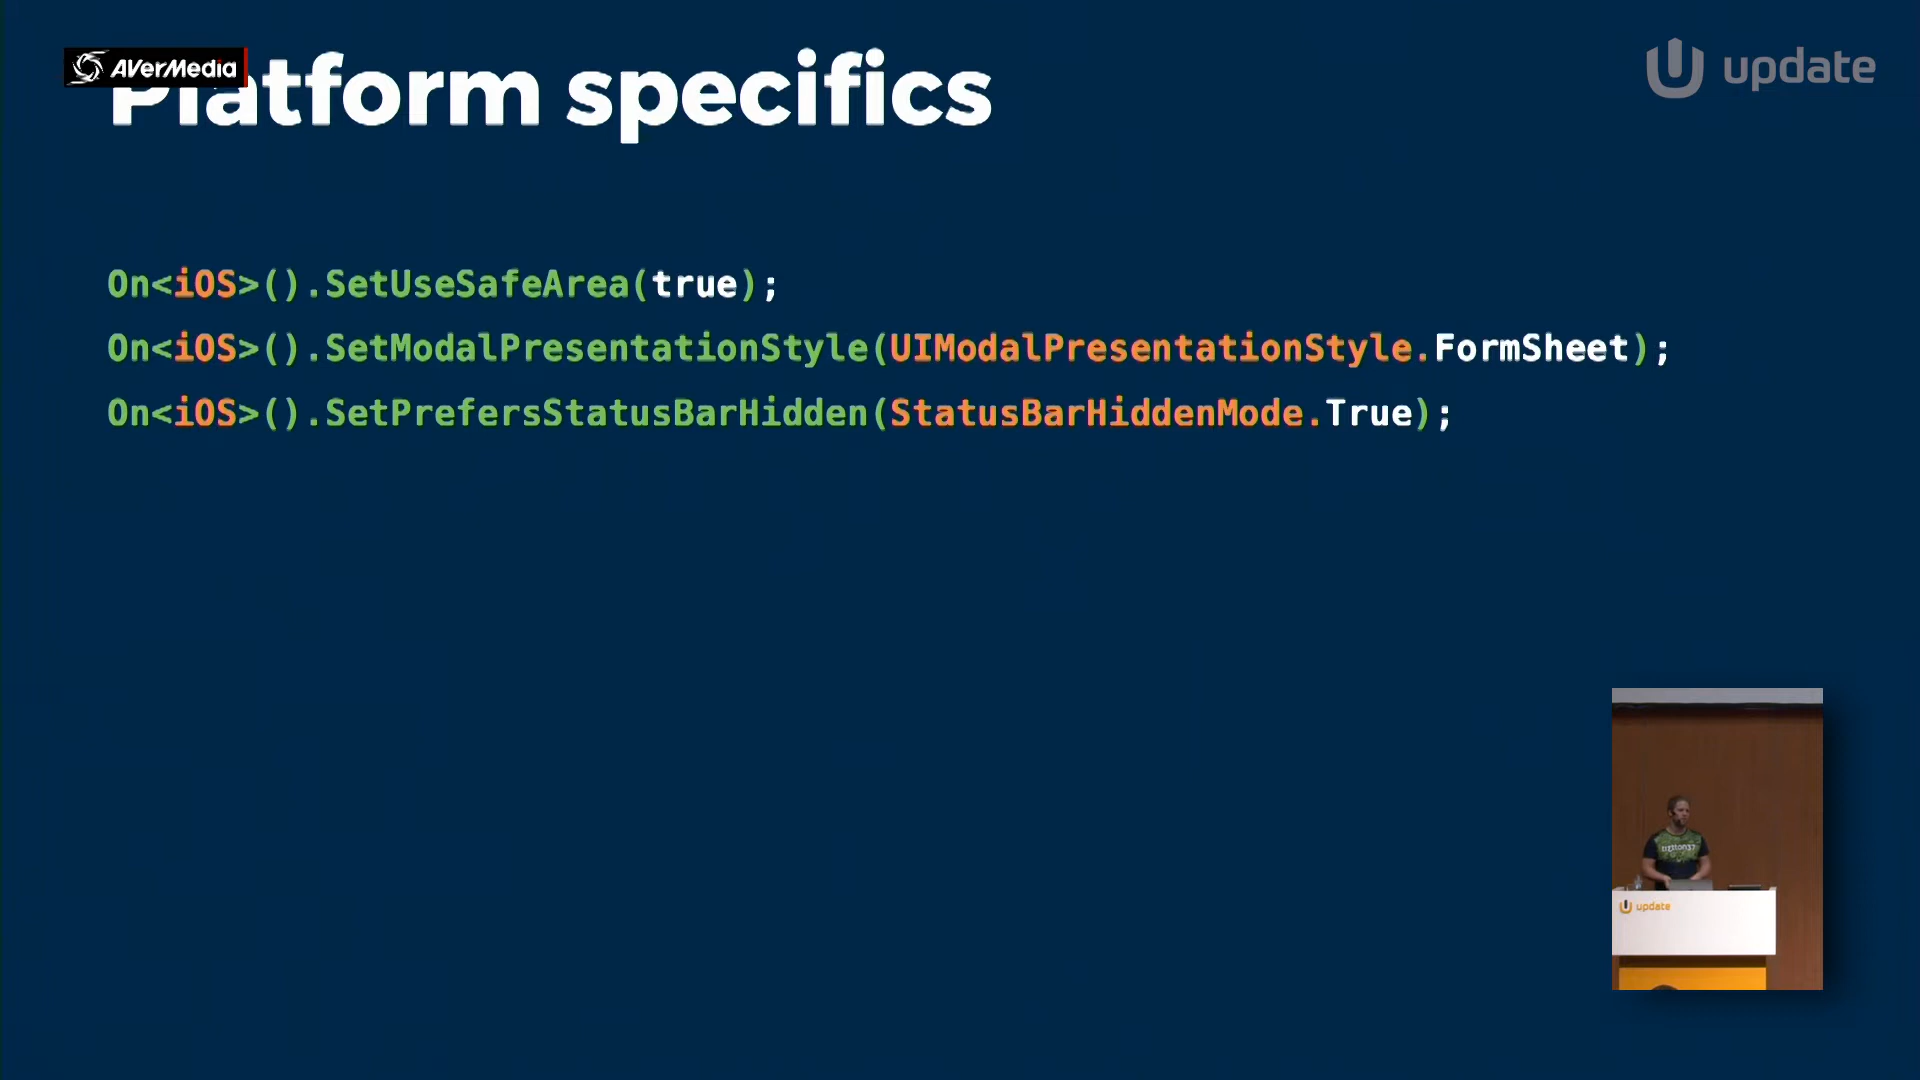 AVerMedia
Platform specifics
update
On<iOS>().SetUseSafeArea(true);
On<iOS>().SetModalPresentationStyle(UIModalPresentationStyle.FormSheet);
On<iOS>().SetPrefersStatusBarHidden(StatusBarHiddenMode.True);
update